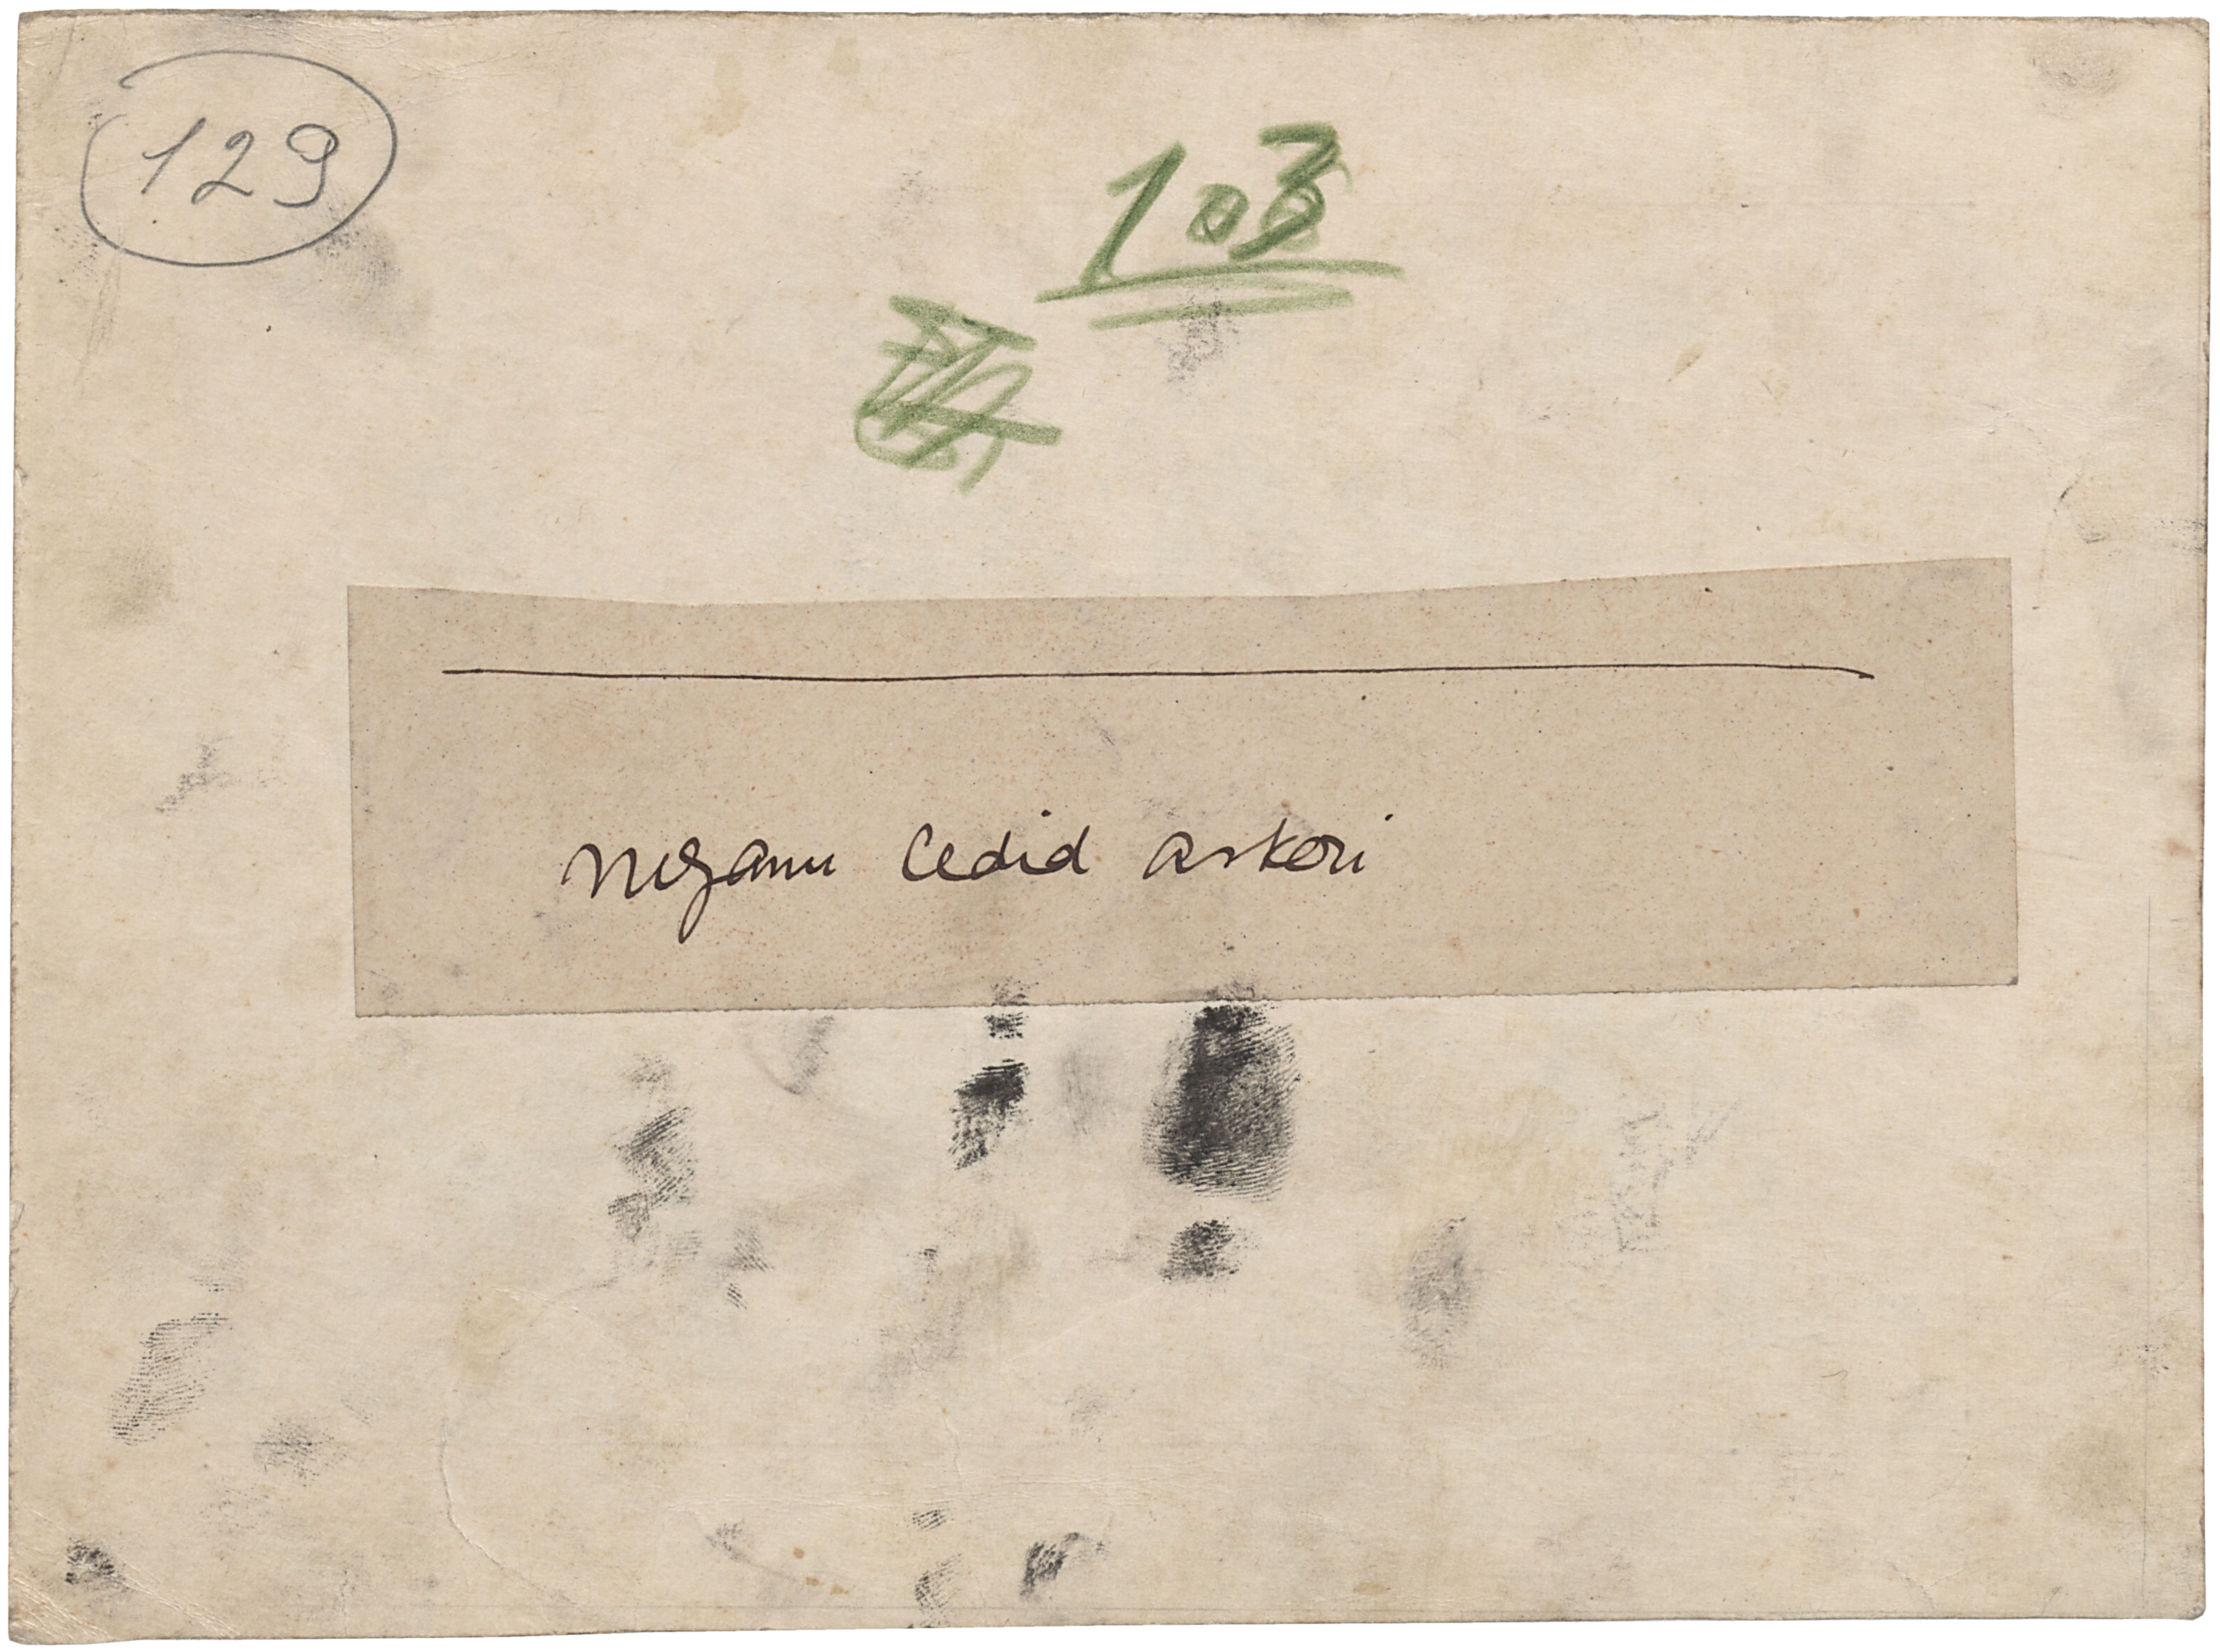 129
103
Nizamı Cedid askeri